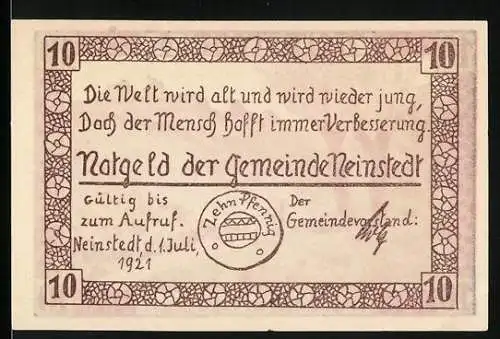 10 10
Die Welt wird alt und wird wieder jung,
Doch der Mensch hofft immer Verbesserung.
Notgeld der Gemeinde Neinstedt
Gültig bis
zum Aufruf.
Neinstedt, d. 1. Juli,
1921
Zehn Pfennig
Der
Gemeindevorstand:
10 10